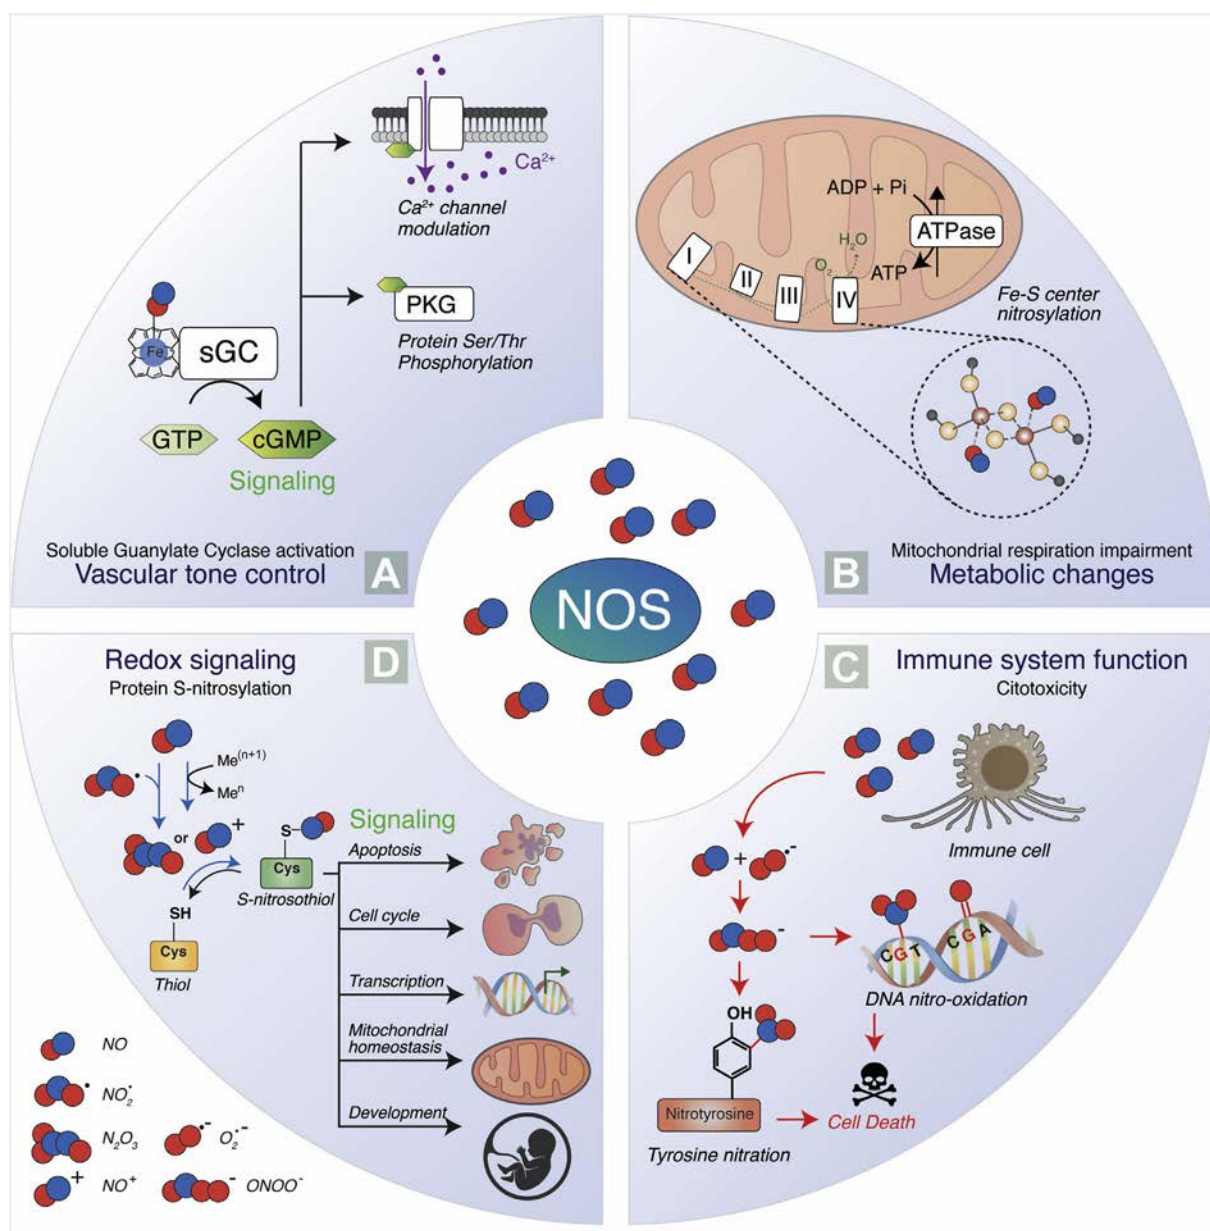 Ca²⁺
Ca²⁺ channel
modulation
PKG
Protein Ser/Thr
Phosphorylation
Fe
sGC
GTP
cGMP
Signaling
Soluble Guanylate Cyclase activation
Vascular tone control
A
ADP + Pi
ATPase
ATP
H₂O
O₂
I
II
III
IV
Fe-S center
nitrosylation
B
Mitochondrial respiration impairment
Metabolic changes
NOS
Redox signaling
Protein S-nitrosylation
D
Me⁽ⁿ⁺¹⁾
Meⁿ
•
or
+
S
Cys
S-nitrosothiol
SH
Cys
Thiol
Signaling
Apoptosis
Cell cycle
Transcription
Mitochondrial
homeostasis
Development
NO
• NO₂•
N₂O₃
+ NO⁺
•- O₂•-
- ONOO⁻
C
Immune system function
Citotoxicity
Immune cell
+
•-
-
C G T
C G A
DNA nitro-oxidation
OH
Nitrotyrosine
Tyrosine nitration
Cell Death